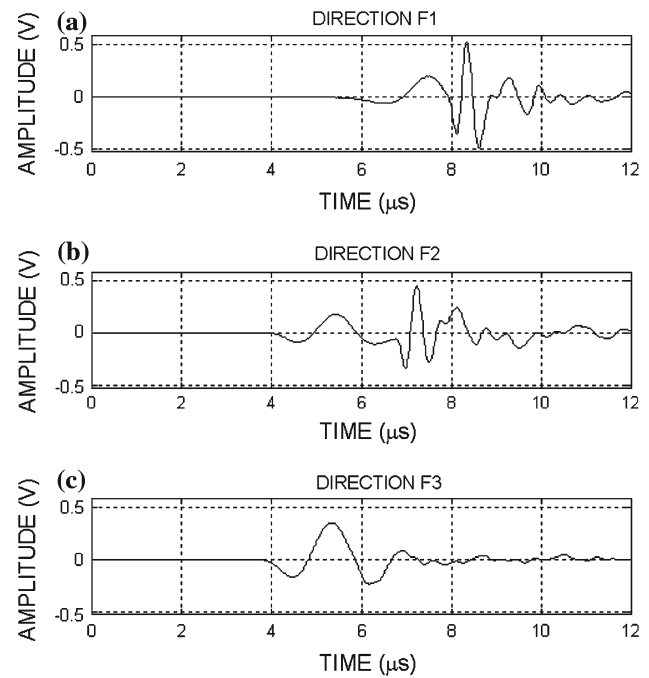 (a)
DIRECTION F1
AMPLITUDE (V)
0.5
0
-0.5
0 2 4 6 8 10 12
TIME (μs)
(b)
DIRECTION F2
AMPLITUDE (V)
0.5
0
-0.5
0 2 4 6 8 10 12
TIME (μs)
(c)
DIRECTION F3
AMPLITUDE (V)
0.5
0
-0.5
0 2 4 6 8 10 12
TIME (μs)